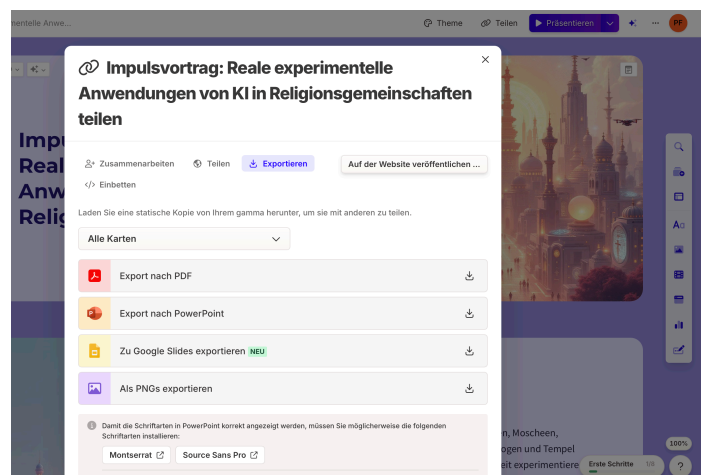 mentelle Anwe...
Theme
Teilen
Präsentieren
PF
Impulsvortrag: Reale experimentelle
Anwendungen von KI in Religionsgemeinschaften
teilen
Zusammenarbeiten
Teilen
Exportieren
Auf der Website veröffentlichen ...
Einbetten
Laden Sie eine statische Kopie von Ihrem gamma herunter, um sie mit anderen zu teilen.
Alle Karten
Export nach PDF
Export nach PowerPoint
Zu Google Slides exportieren NEU
Als PNGs exportieren
Damit die Schriftarten in PowerPoint korrekt angezeigt werden, müssen Sie möglicherweise die folgenden
Schriftarten installieren:
Montserrat
Source Sans Pro
Impu
Real
Anw
Relig
n, Moscheen,
ogen und Tempel
eit experimentiere
100%
Erste Schritte 1/8
?